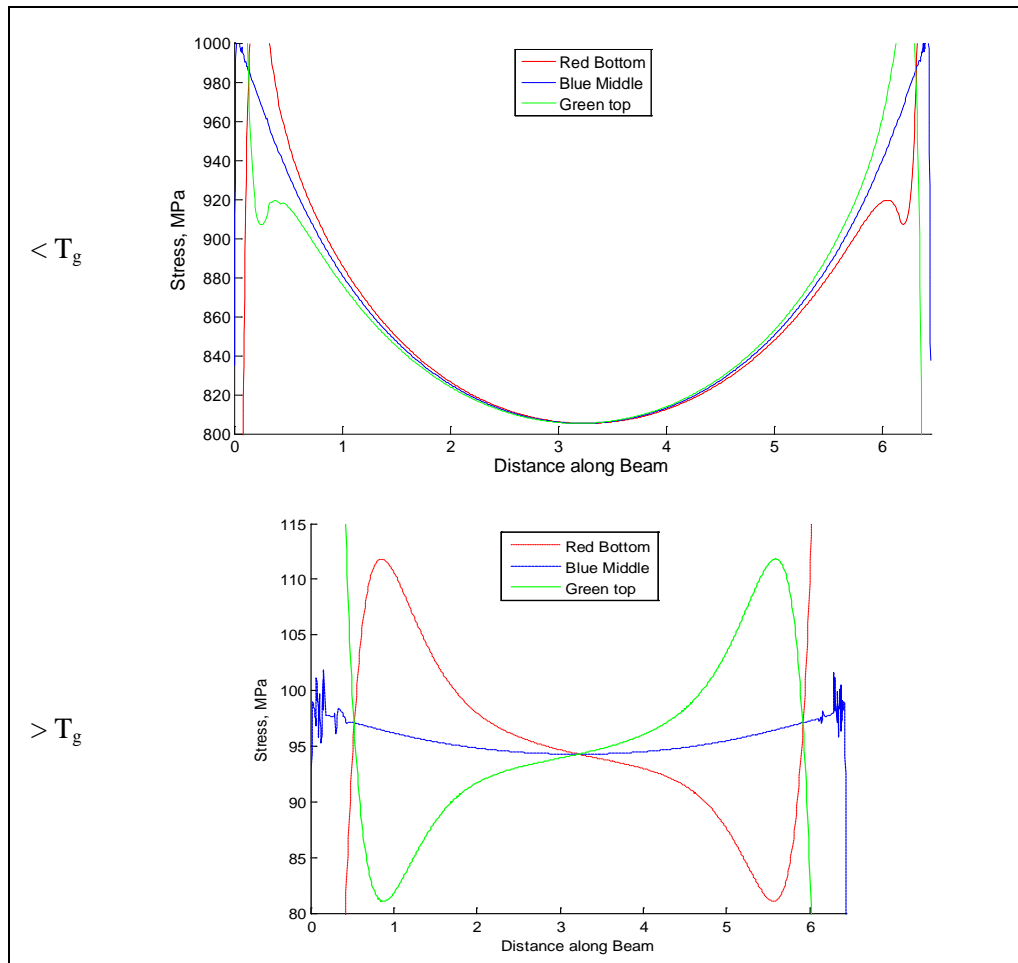 < Tg
1000
980
960
940
920
900
880
860
840
820
800
Stress, MPa
Red Bottom
Blue Middle
Green top
0 1 2 3 4 5 6
Distance along Beam
> Tg
115
110
105
100
95
90
85
80
Stress, MPa
Red Bottom
Blue Middle
Green top
0 1 2 3 4 5 6
Distance along Beam